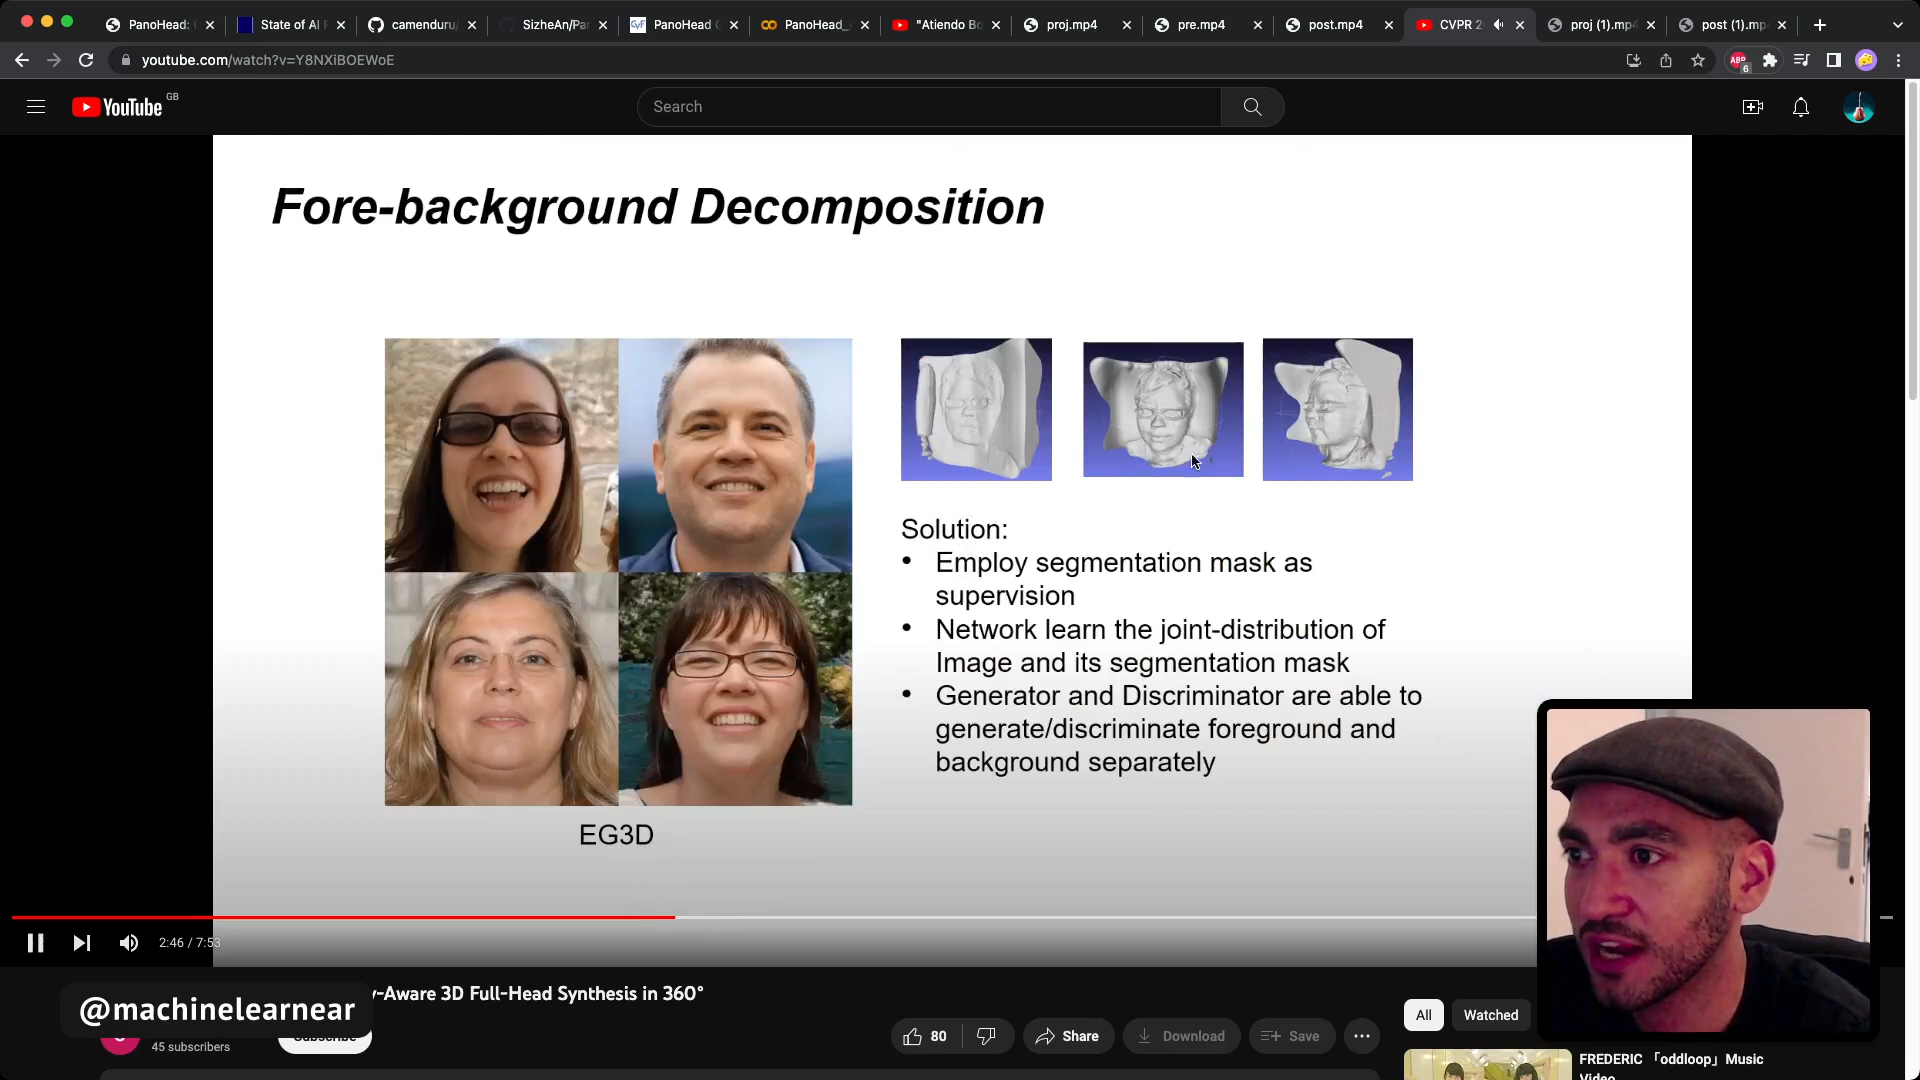 PanoHead:
State of AI
camenduru/
SizheAn/Pa
PanoHead
PanoHead_
"Atiendo Bo
proj.mp4
pre.mp4
post.mp4
CVPR 2
proj (1).mp4
post (1).mp
youtube.com/watch?v=Y8NXiBOEWoE
ABP
6
YouTube
GB
Search
Fore-background Decomposition
Solution:
• Employ segmentation mask as
supervision
• Network learn the joint-distribution of
Image and its segmentation mask
• Generator and Discriminator are able to
generate/discriminate foreground and
background separately
EG3D
2:46 / 7:53
-Aware 3D Full-Head Synthesis in 360°
@machinelearnear
45 subscribers
80
Share
Download
Save
All
Watched
FREDERIC 「oddloop」Music
Video